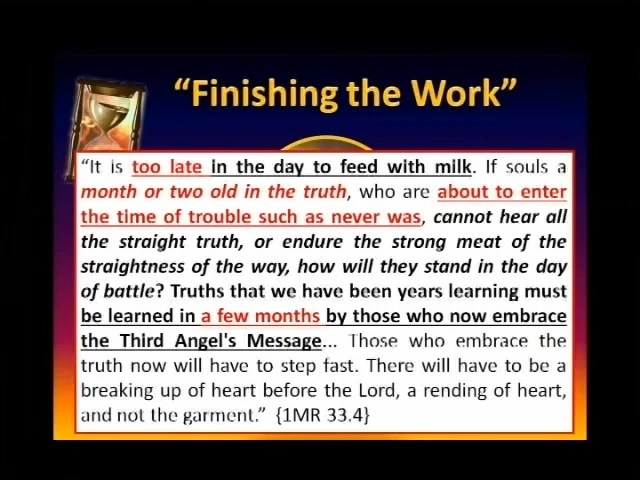 “Finishing the Work”
“It is too late in the day to feed with milk. If souls a
month or two old in the truth, who are about to enter
the time of trouble such as never was, cannot hear all
the straight truth, or endure the strong meat of the
straightness of the way, how will they stand in the day
of battle? Truths that we have been years learning must
be learned in a few months by those who now embrace
the Third Angel's Message... Those who embrace the
truth now will have to step fast. There will have to be a
breaking up of heart before the Lord, a rending of heart,
and not the garment.” {1MR 33.4}